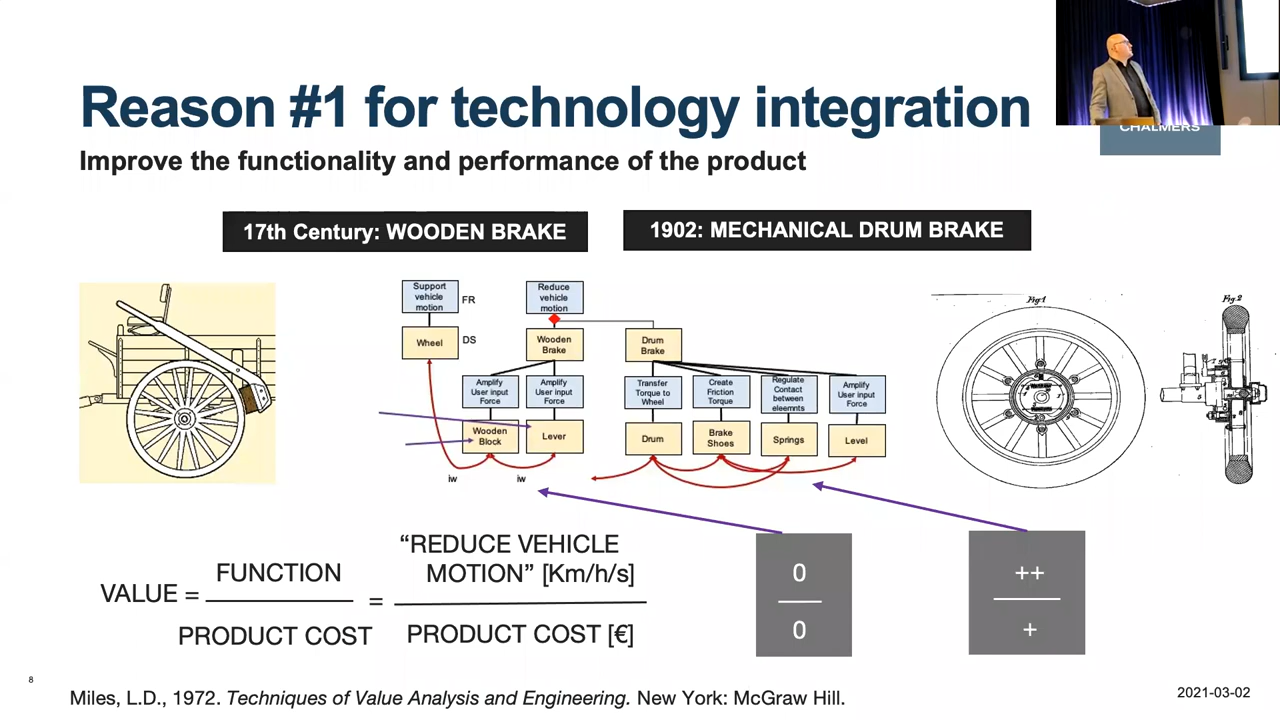 Reason #1 for technology integration
CHALMERS
Improve the functionality and performance of the product
17th Century: WOODEN BRAKE
1902: MECHANICAL DRUM BRAKE
Support
vehicle
motion
FR
Reduce
vehicle
motion
Wheel
DS
Wooden
Brake
Drum
Brake
Amplify
User input
Force
Amplify
User input
Force
Transfer
Torque to
Wheel
Create
Friction
Torque
Regulate
Contact
between
eleemnts
Amplify
User input
Force
Wooden
Block
Lever
Drum
Brake
Shoes
Springs
Level
iw
iw
Fig.1
Fig.2
VALUE =
FUNCTION
PRODUCT COST
=
“REDUCE VEHICLE
MOTION” [Km/h/s]
PRODUCT COST [€]
0
0
++
+
8
Miles, L.D., 1972. Techniques of Value Analysis and Engineering. New York: McGraw Hill.
2021-03-02